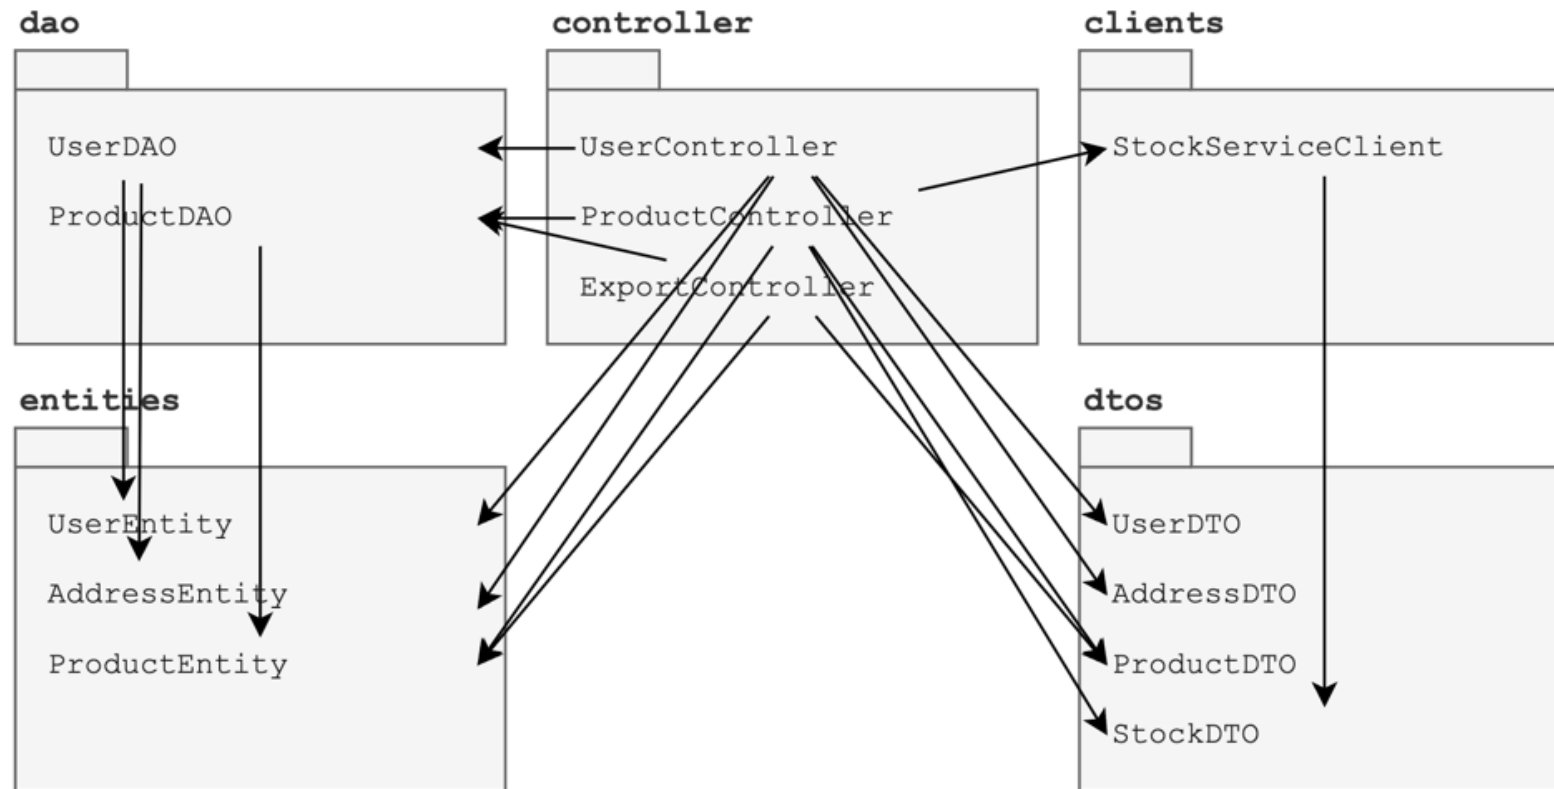 dao
UserDAO
ProductDAO
controller
UserController
ProductController
ExportController
clients
StockServiceClient
entities
UserEntity
AddressEntity
ProductEntity
dtos
UserDTO
AddressDTO
ProductDTO
StockDTO